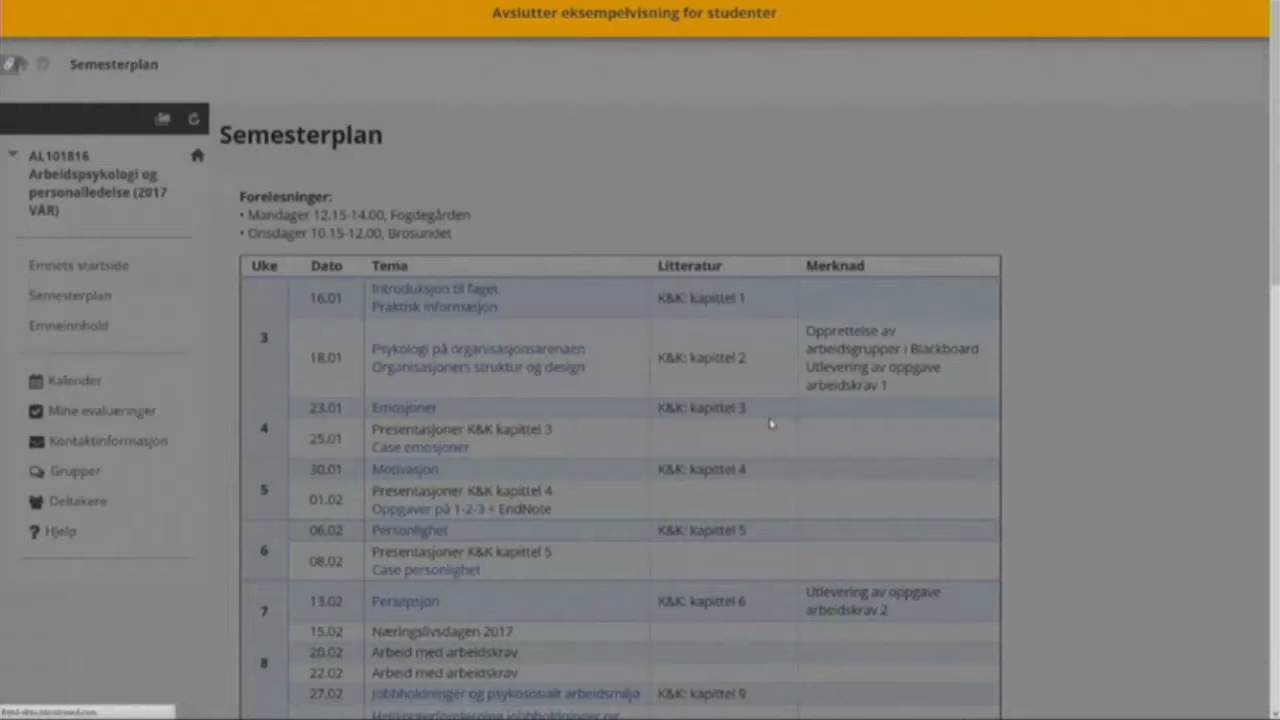 Avslutter eksempelvisning for studenter
Semesterplan
AL101816
Arbeidspsykologi og
personalledelse (2017
VÅR)
Emnets startside
Semesterplan
Emneinnhold
Kalender
Mine evalueringer
Kontaktinformasjon
Grupper
Deltakere
Hjelp
Semesterplan
Forelesninger:
• Mandager 12.15-14.00, Fogdegården
• Onsdager 10.15-12.00, Brosundet
Uke Dato Tema Litteratur Merknad
3
16.01 Introduksjon til faget K&K: kapittel 1
Praktisk informasjon
18.01 Psykologi på organisasjonsarenaen K&K: kapittel 2 Opprettelse av
Organisasjoners struktur og design arbeidsgrupper i Blackboard
Utlevering av oppgave
arbeidskrav 1
4
23.01 Emosjoner K&K: kapittel 3
25.01 Presentasjoner K&K kapittel 3
Case emosjoner
5
30.01 Motivasjon K&K: kapittel 4
01.02 Presentasjoner K&K kapittel 4
Oppgaver på 1-2-3 + EndNote
6
06.02 Personlighet K&K: kapittel 5
08.02 Presentasjoner K&K kapittel 5
Case personlighet
7
13.02 Persepsjon K&K: kapittel 6 Utlevering av oppgave
arbeidskrav 2
15.02 Næringslivsdagen 2017
8
20.02 Arbeid med arbeidskrav
22.02 Arbeid med arbeidskrav
27.02 Jobbholdninger og psykososialt arbeidsmiljø K&K: kapittel 9